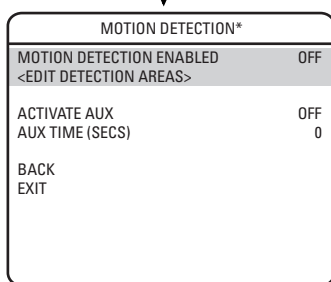 MOTION DETECTION*
MOTION DETECTION ENABLED OFF
<EDIT DETECTION AREAS>
ACTIVATE AUX OFF
AUX TIME (SECS) 0
BACK
EXIT